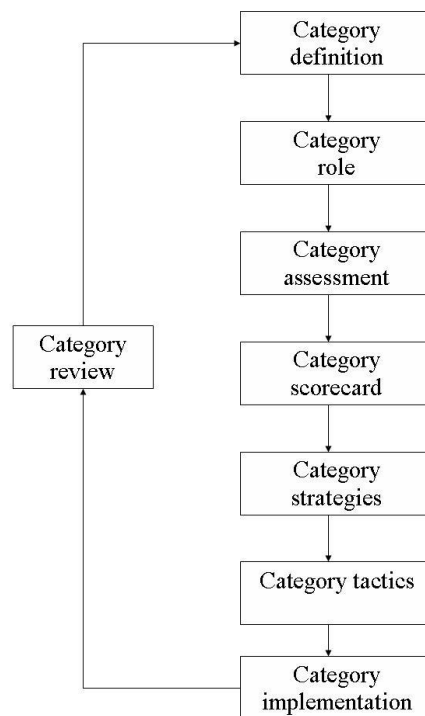 Category
definition
Category
role
Category
assessment
Category
review
Category
scorecard
Category
strategies
Category tactics
Category
implementation